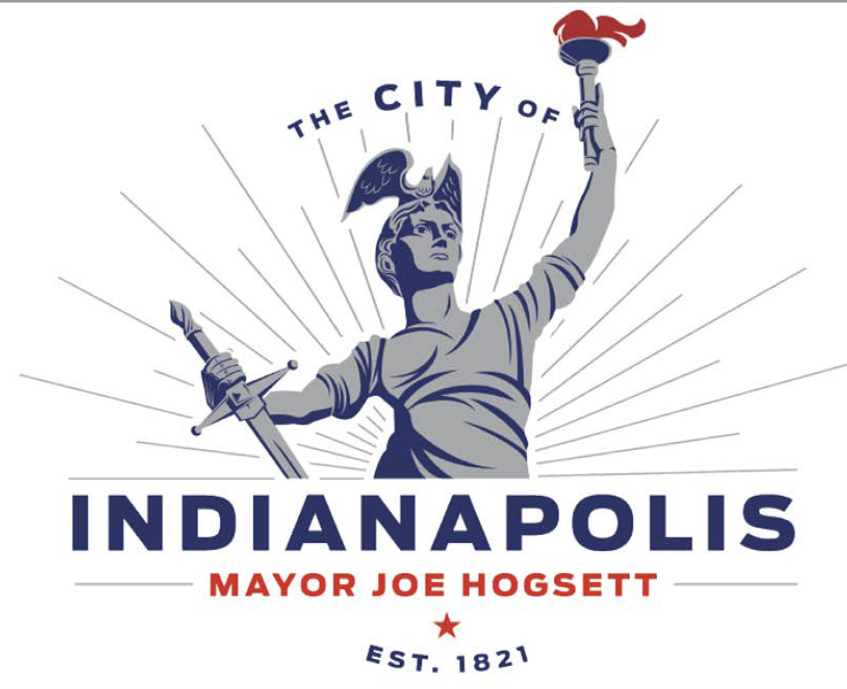 THE CITY OF
INDIANAPOLIS
MAYOR JOE HOGSETT
EST. 1821